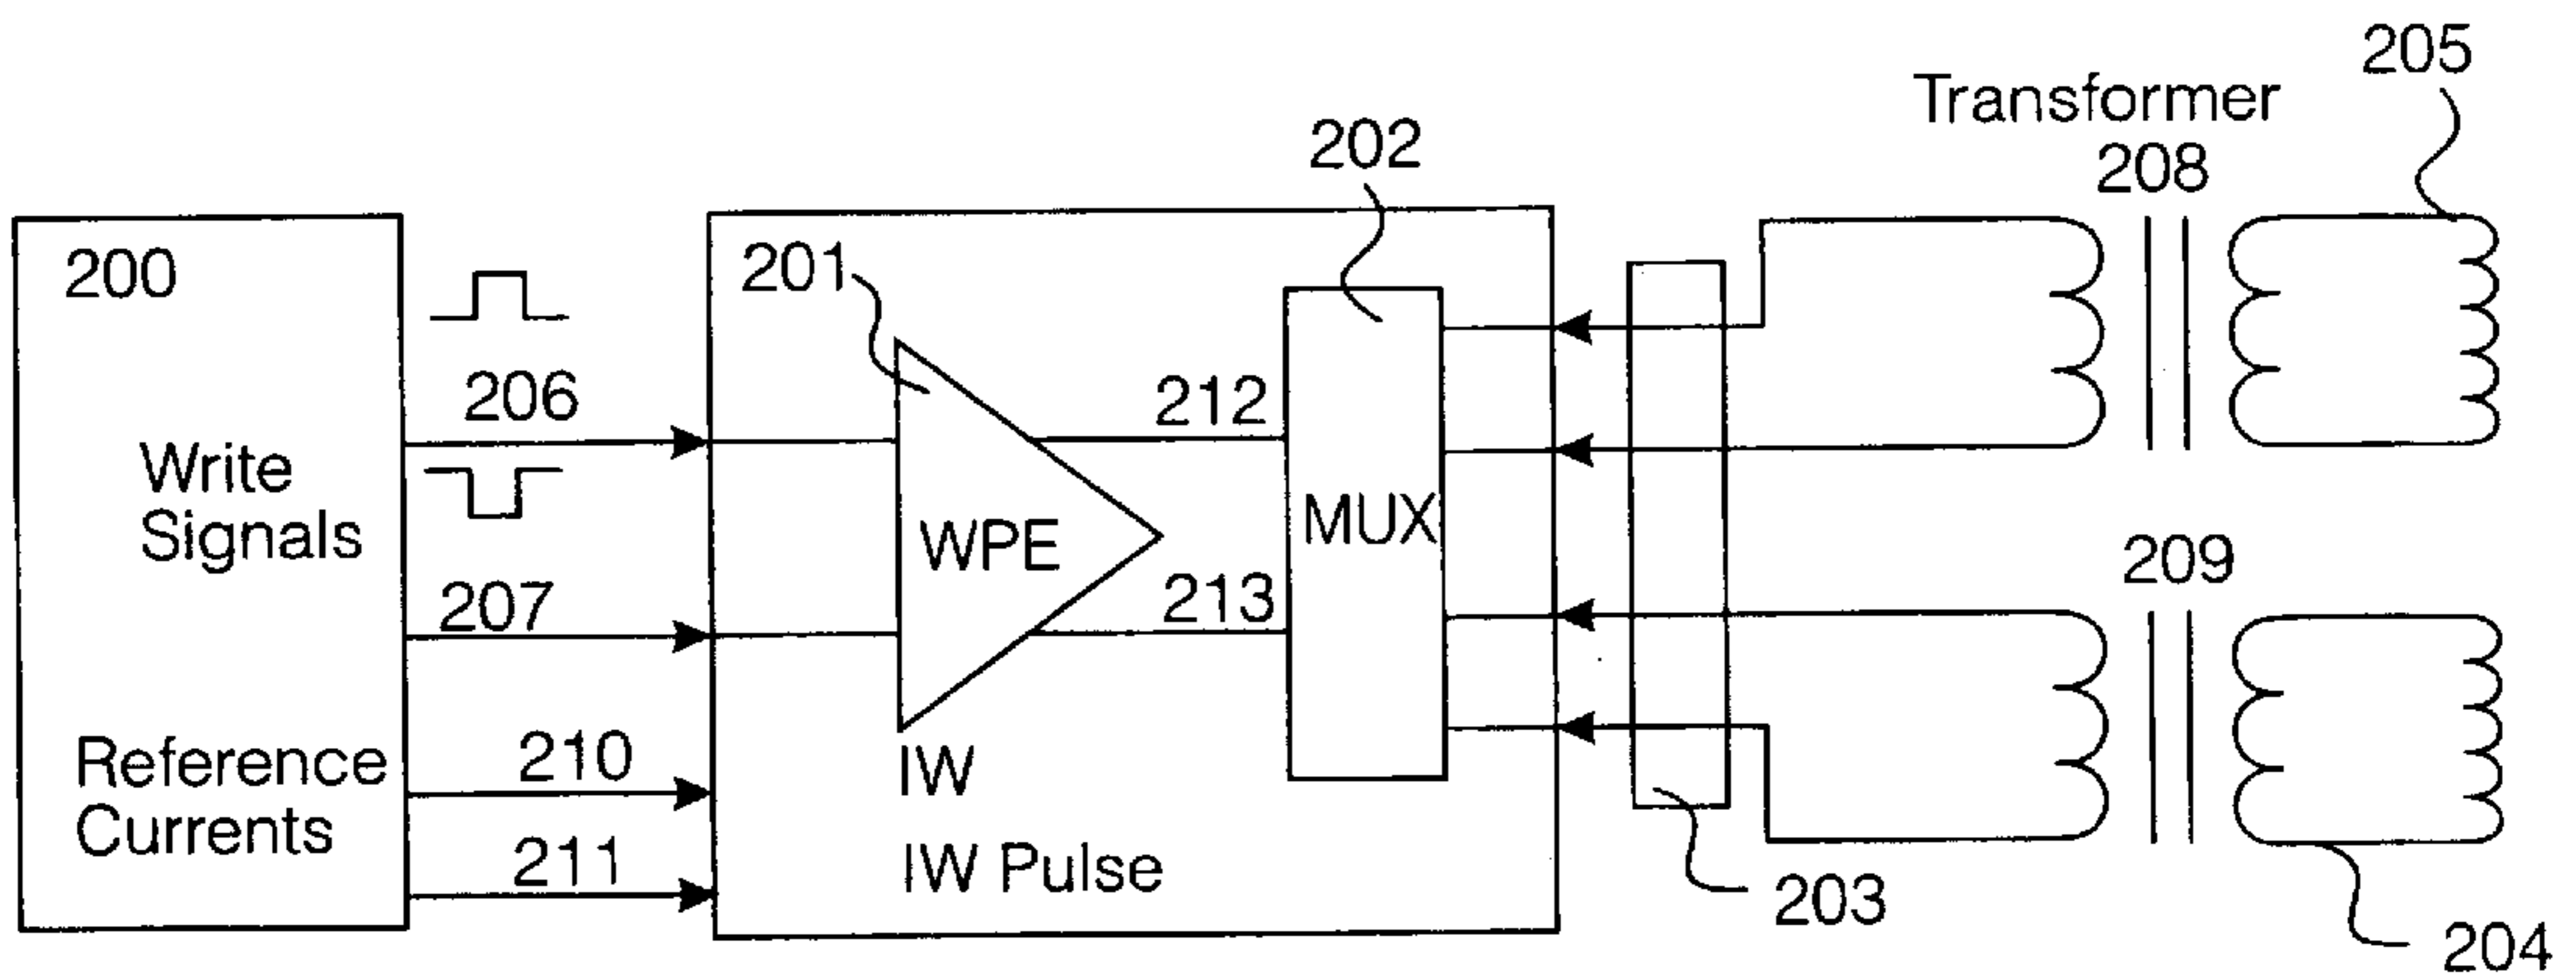 205
Transformer
208
202
200
201
206
212
Write
Signals
MUX
WPE
207
213
209
Reference
Currents
210
IW
211
IW Pulse
203
204